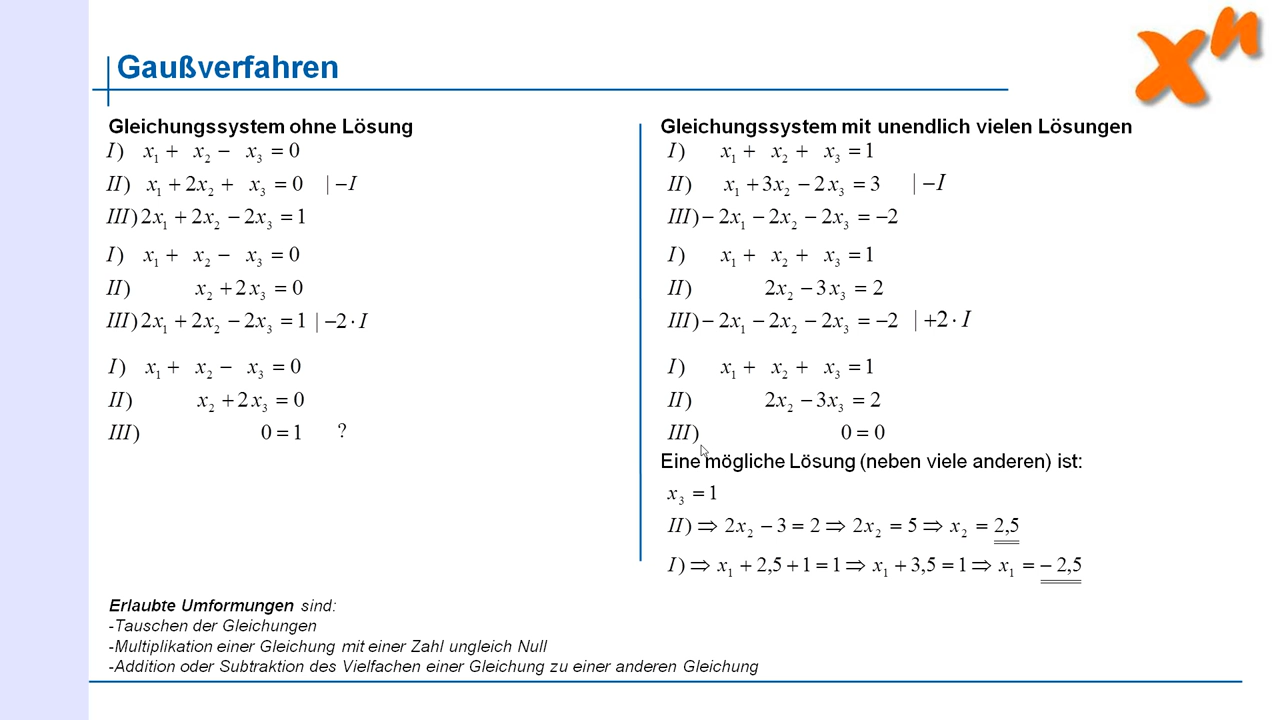 Gaußverfahren
xⁿ
Gleichungssystem ohne Lösung
I) x₁ + x₂ − x₃ = 0
II) x₁ + 2x₂ + x₃ = 0 | −I
III) 2x₁ + 2x₂ − 2x₃ = 1
I) x₁ + x₂ − x₃ = 0
II) x₂ + 2x₃ = 0
III) 2x₁ + 2x₂ − 2x₃ = 1 | −2·I
I) x₁ + x₂ − x₃ = 0
II) x₂ + 2x₃ = 0
III) 0 = 1 ?
Gleichungssystem mit unendlich vielen Lösungen
I) x₁ + x₂ + x₃ = 1
II) x₁ + 3x₂ − 2x₃ = 3 | −I
III) − 2x₁ − 2x₂ − 2x₃ = −2
I) x₁ + x₂ + x₃ = 1
II) 2x₂ − 3x₃ = 2
III) − 2x₁ − 2x₂ − 2x₃ = −2 | +2·I
I) x₁ + x₂ + x₃ = 1
II) 2x₂ − 3x₃ = 2
III) 0 = 0
Eine mögliche Lösung (neben viele anderen) ist:
x₃ = 1
II) ⇒ 2x₂ − 3 = 2 ⇒ 2x₂ = 5 ⇒ x₂ = 2,5
I) ⇒ x₁ + 2,5 + 1 = 1 ⇒ x₁ + 3,5 = 1 ⇒ x₁ = − 2,5
Erlaubte Umformungen sind:
-Tauschen der Gleichungen
-Multiplikation einer Gleichung mit einer Zahl ungleich Null
-Addition oder Subtraktion des Vielfachen einer Gleichung zu einer anderen Gleichung